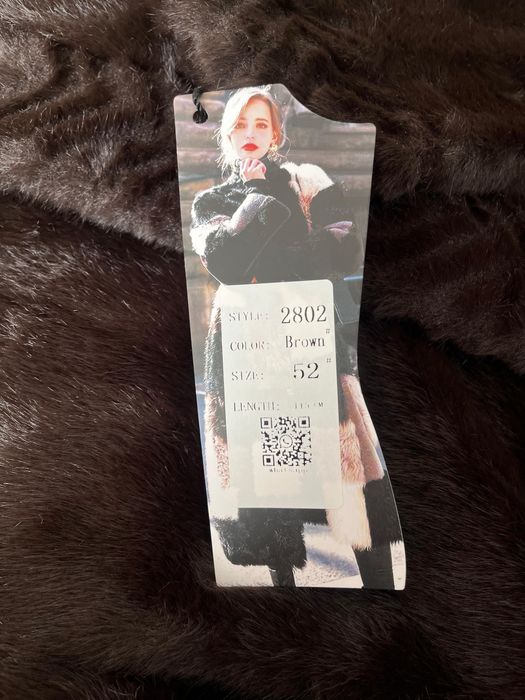 STYLE: 2802
COLOR: Brown#
SIZE: 52#
LENGTH: